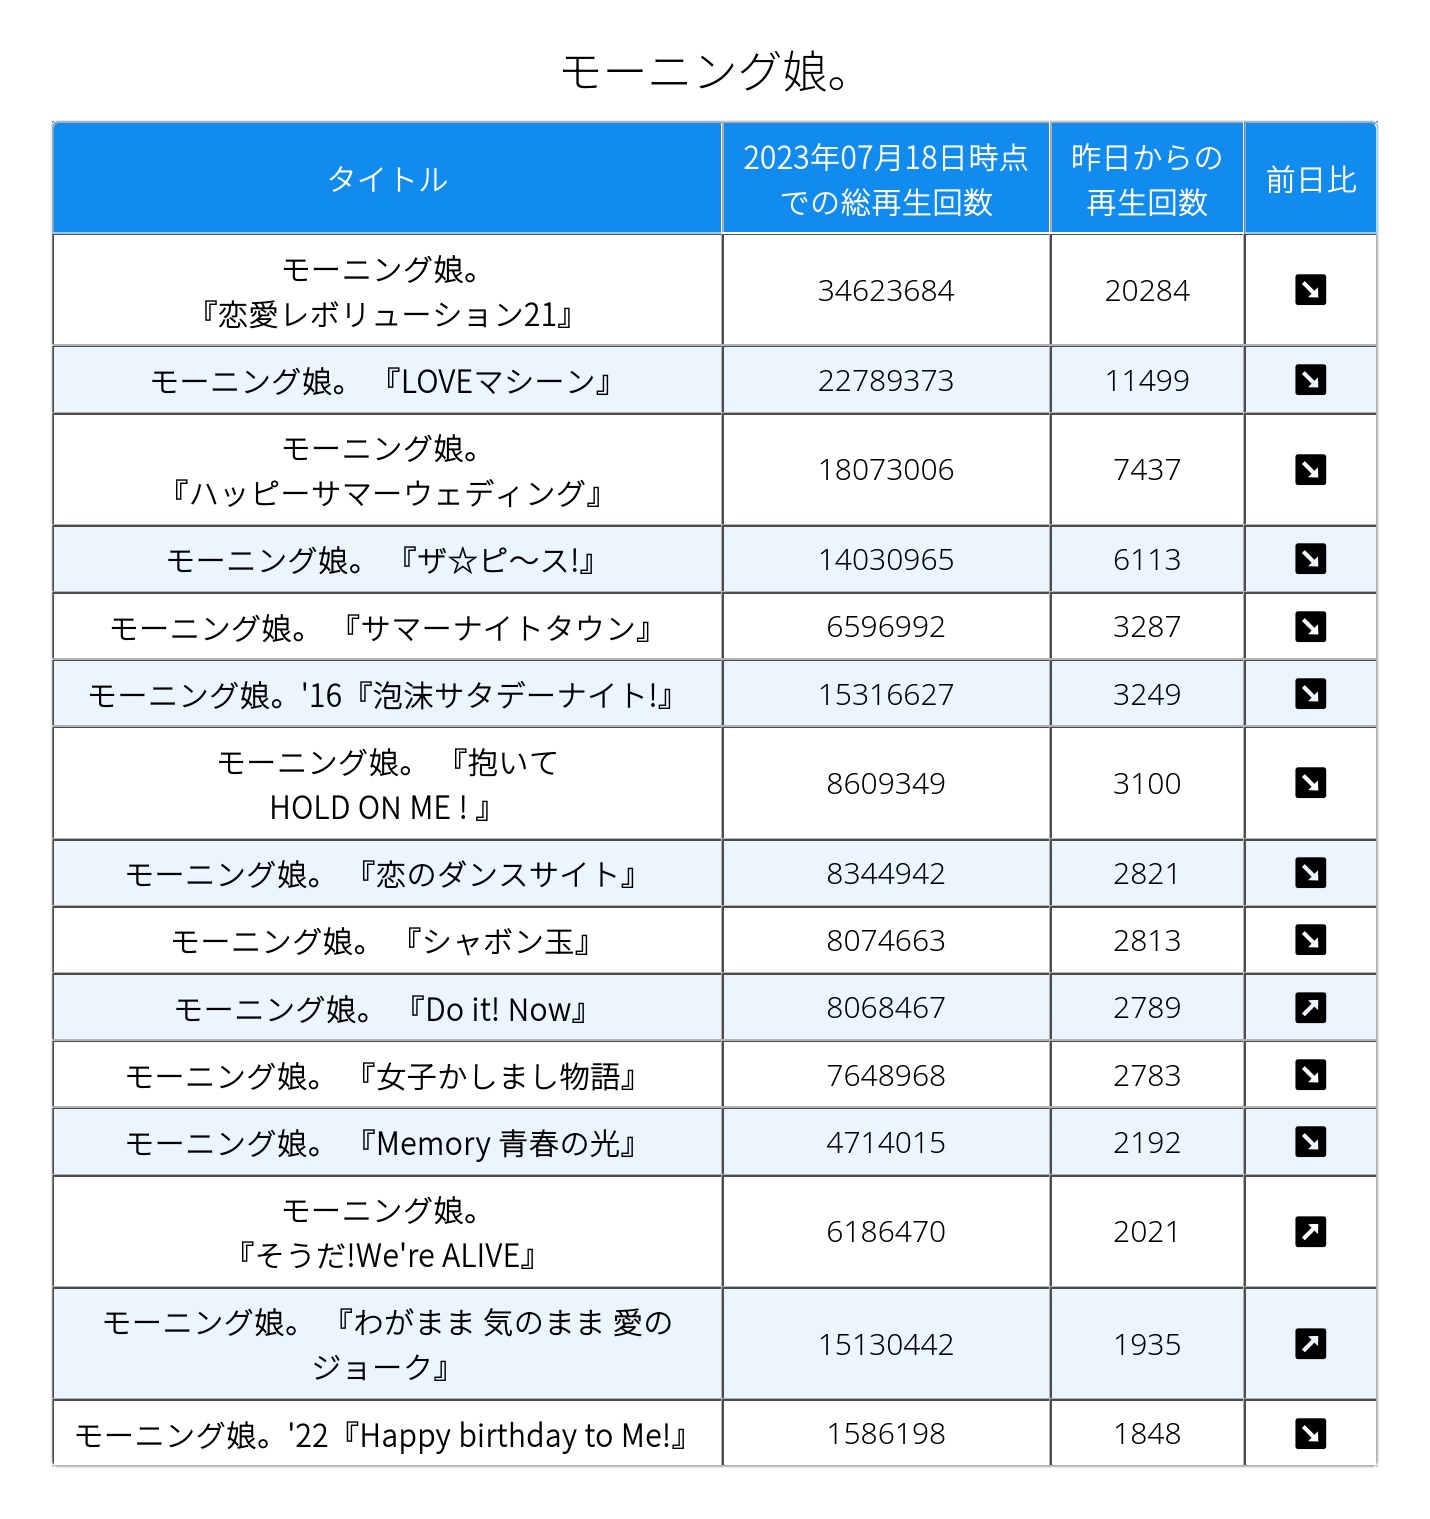 モーニング娘。
タイトル
2023年07月18日時点
での総再生回数
昨日からの
再生回数
前日比
モーニング娘。
『恋愛レボリューション21』
34623684
20284
モーニング娘。 『LOVEマシーン』
22789373
11499
モーニング娘。
『ハッピーサマーウェディング』
18073006
7437
モーニング娘。 『ザ☆ピ〜ス!』
14030965
6113
モーニング娘。 『サマーナイトタウン』
6596992
3287
モーニング娘。'16『泡沫サタデーナイト!』
15316627
3249
モーニング娘。 『抱いて
HOLD ON ME ! 』
8609349
3100
モーニング娘。 『恋のダンスサイト』
8344942
2821
モーニング娘。 『シャボン玉』
8074663
2813
モーニング娘。 『Do it! Now』
8068467
2789
モーニング娘。 『女子かしまし物語』
7648968
2783
モーニング娘。 『Memory 青春の光』
4714015
2192
モーニング娘。
『そうだ!We're ALIVE』
6186470
2021
モーニング娘。 『わがまま 気のまま 愛の
ジョーク』
15130442
1935
モーニング娘。'22『Happy birthday to Me!』
1586198
1848